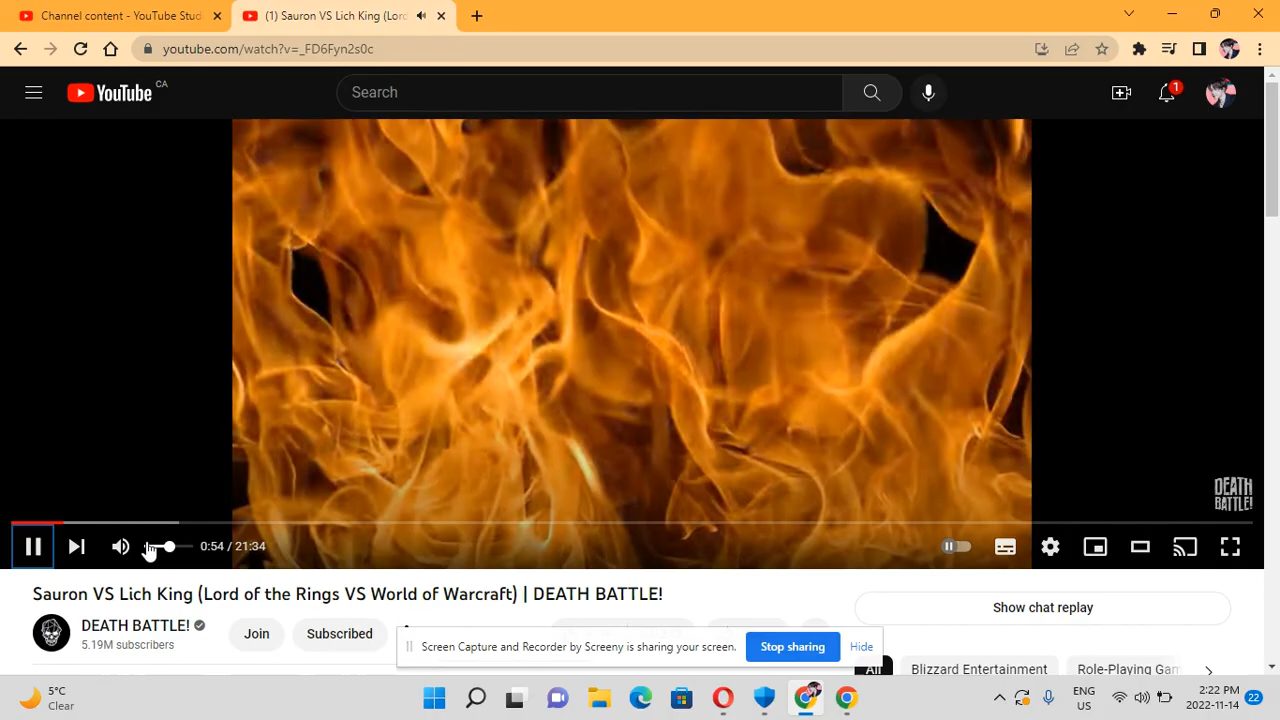 Channel content - YouTube Stud
(1) Sauron VS Lich King (Lord
youtube.com/watch?v=_FD6Fyn2s0c
YouTube CA
Search
1
DEATH BATTLE!
0:54 / 21:34
Sauron VS Lich King (Lord of the Rings VS World of Warcraft) | DEATH BATTLE!
Show chat replay
DEATH BATTLE!
5.19M subscribers
Join
Subscribed
Screen Capture and Recorder by Screeny is sharing your screen.
Stop sharing
Hide
All
Blizzard Entertainment
Role-Playing Gam
5°C
Clear
ENG
US
2:22 PM
2022-11-14
22